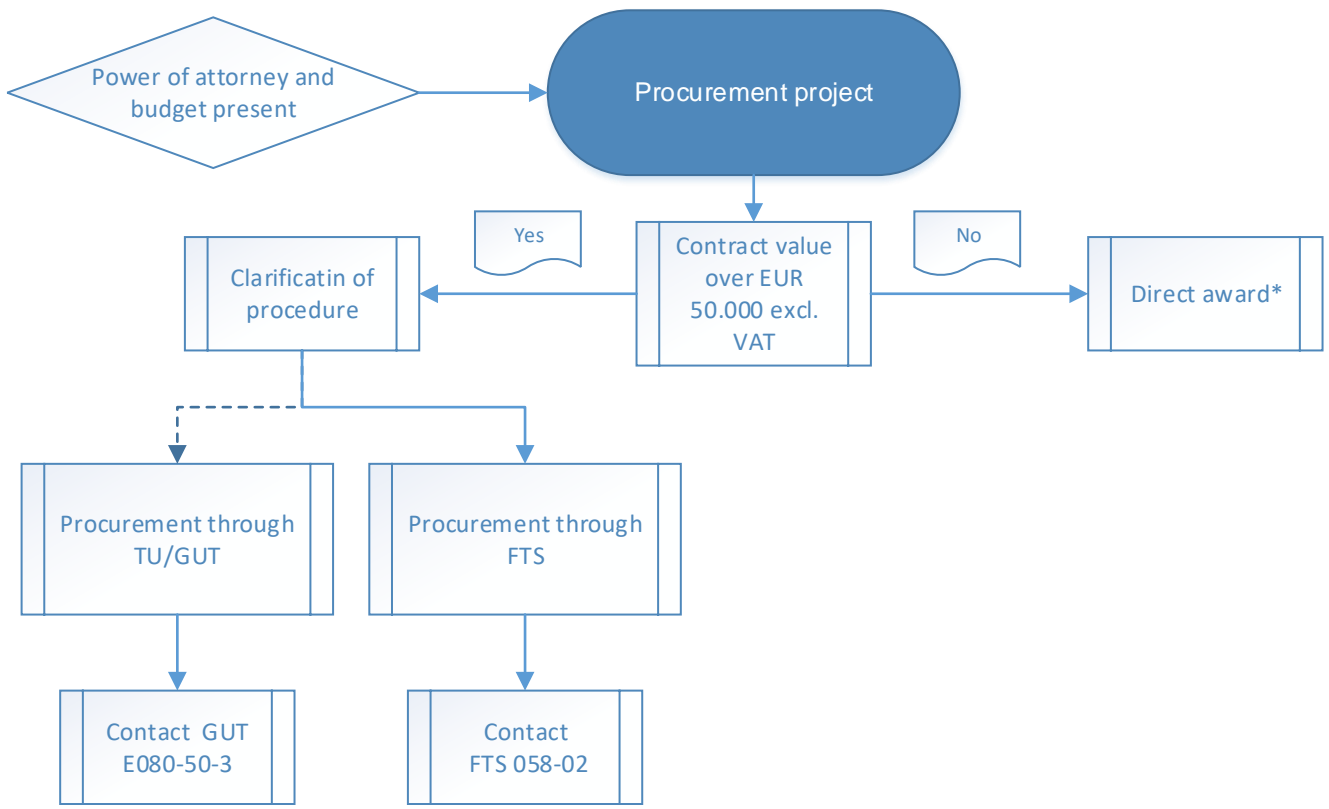 Power of attorney and
budget present
Procurement project
Yes
No
Clarificatin of
procedure
Contract value
over EUR
50.000 excl.
VAT
Direct award*
Procurement through
TU/GUT
Procurement through
FTS
Contact GUT
E080-50-3
Contact
FTS 058-02